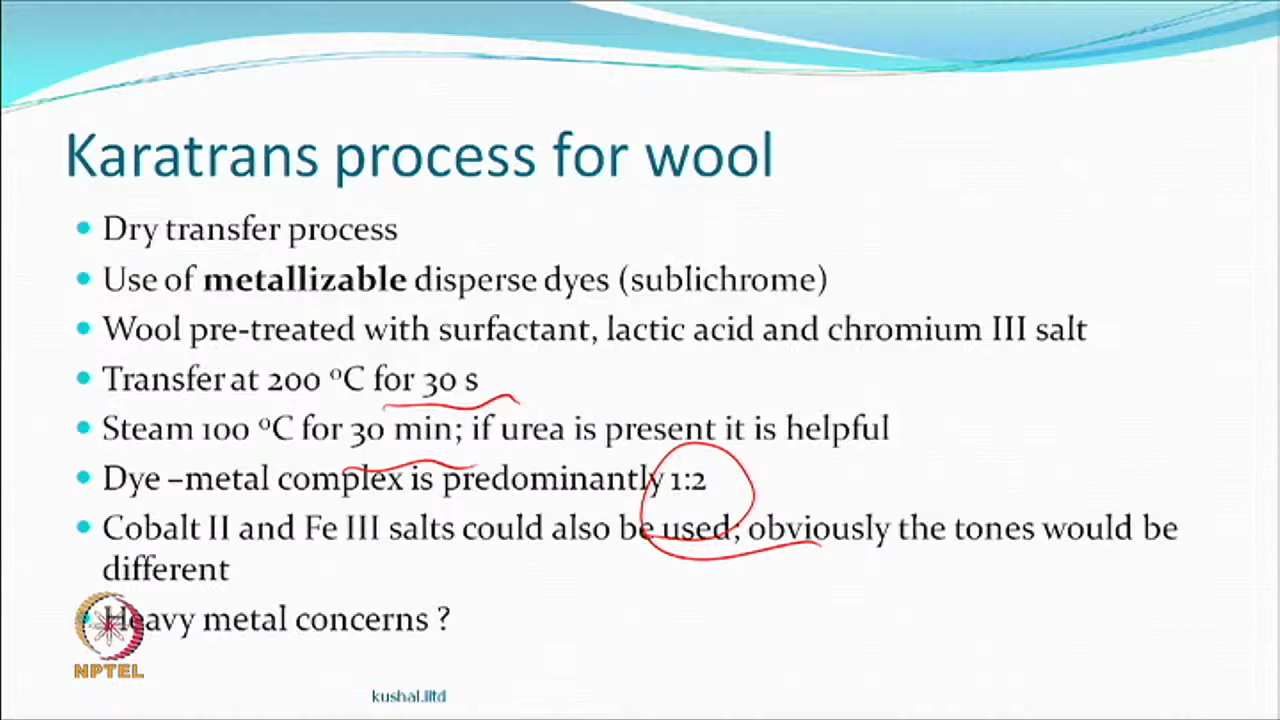 Karatrans process for wool
Dry transfer process
Use of metallizable disperse dyes (sublichrome)
Wool pre-treated with surfactant, lactic acid and chromium III salt
Transfer at 200 ⁰C for 30 s
Steam 100 ⁰C for 30 min; if urea is present it is helpful
Dye –metal complex is predominantly 1:2
Cobalt II and Fe III salts could also be used; obviously the tones would be
different
Heavy metal concerns ?
NPTEL
kushal.iitd